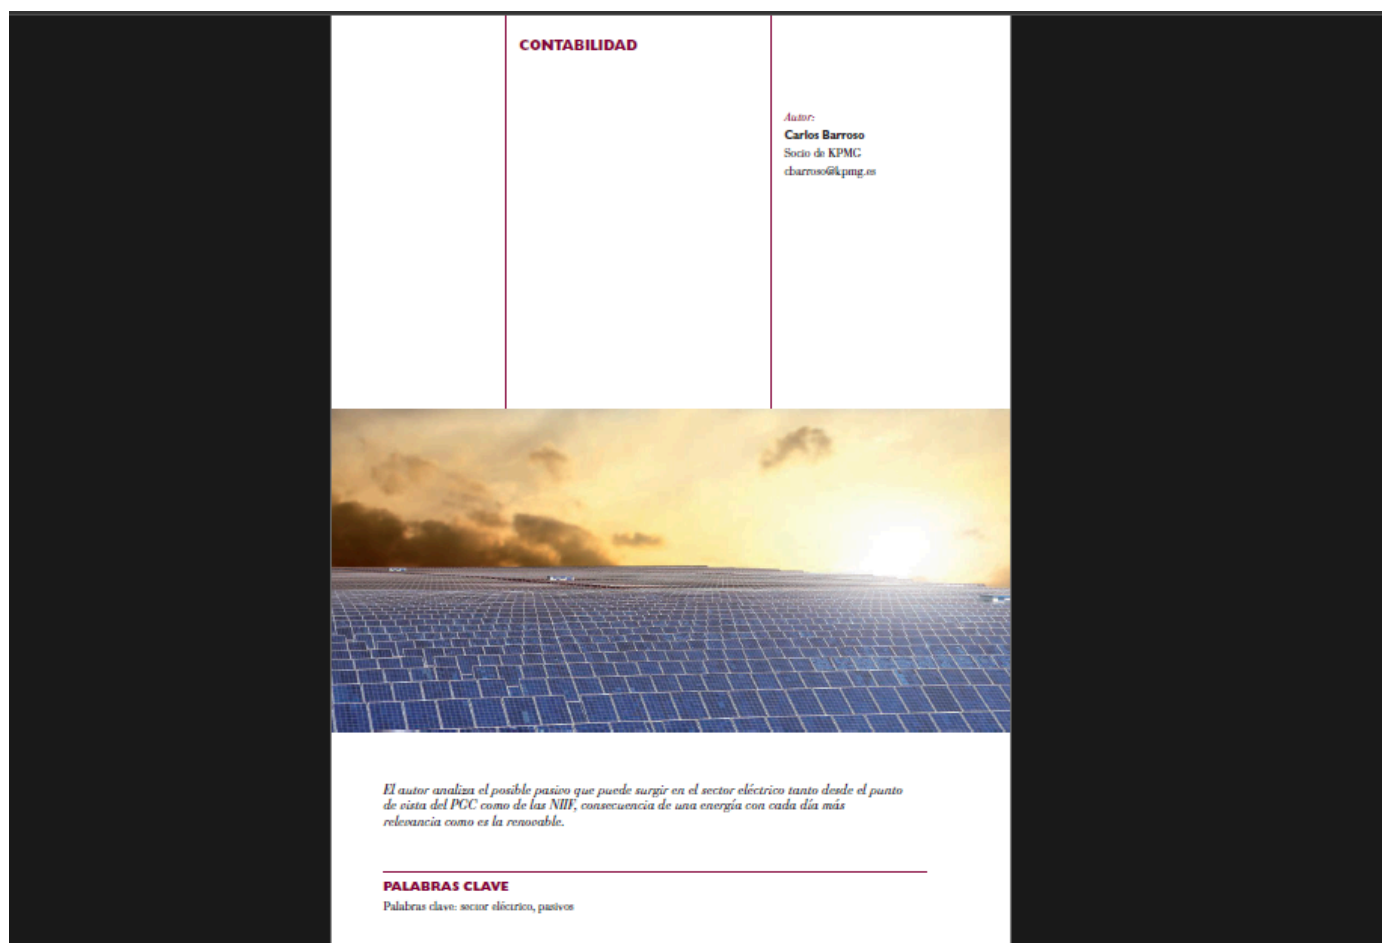 CONTABILIDAD
Autor:
Carlos Barroso
Socio de KPMG
cbarroso@kpmg.es
El autor analiza el posible pasivo que puede surgir en el sector eléctrico tanto desde el punto
de vista del PGC como de las NIIF, consecuencia de una energía con cada día más
relevancia como es la renovable.
PALABRAS CLAVE
Palabras clave: sector eléctrico, pasivos